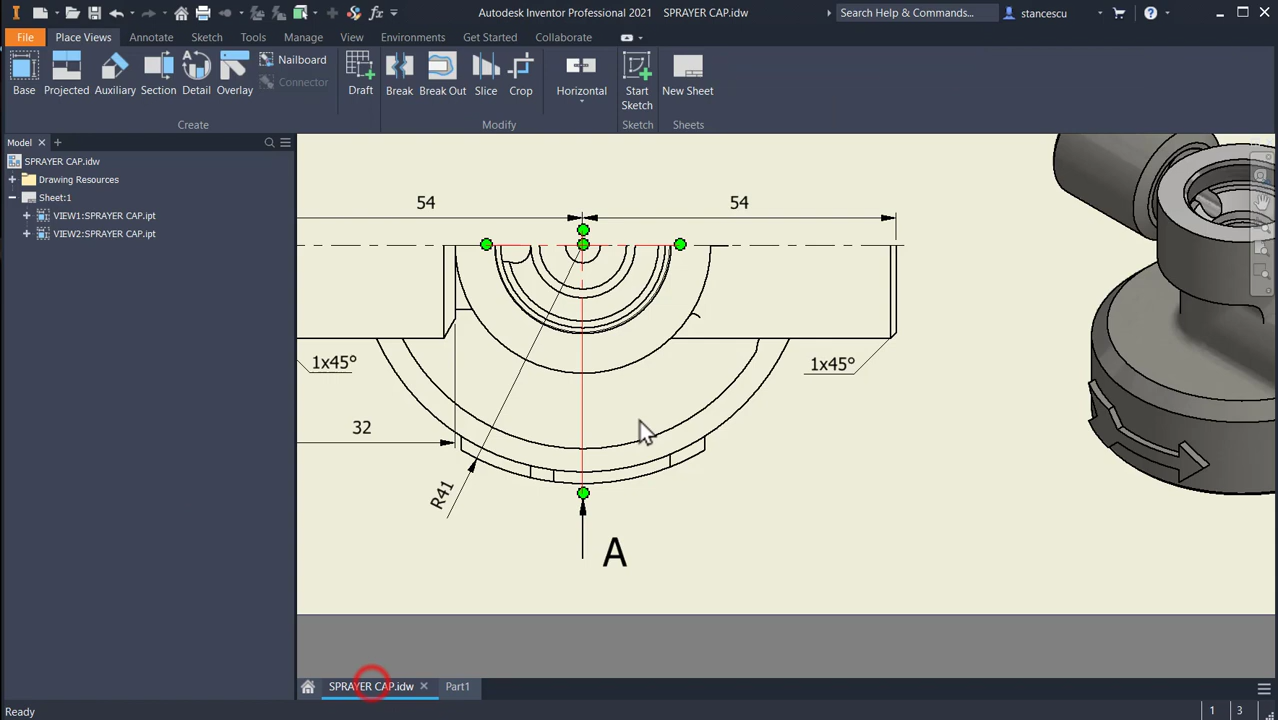 Autodesk Inventor Professional 2021 SPRAYER CAP.idw
Search Help & Commands...
stancescu
File Place Views Annotate Sketch Tools Manage View Environments Get Started Collaborate
Base
Projected
Auxiliary
Section
Detail
Overlay
Nailboard
Connector
Draft
Break
Break Out
Slice
Crop
Horizontal
Start
Sketch
New Sheet
Create
Modify
Sketch
Sheets
Model
SPRAYER CAP.idw
Drawing Resources
Sheet:1
VIEW1:SPRAYER CAP.ipt
VIEW2:SPRAYER CAP.ipt
54
54
1x45°
1x45°
32
R41
A
SPRAYER CAP.idw
Part1
Ready
1 3